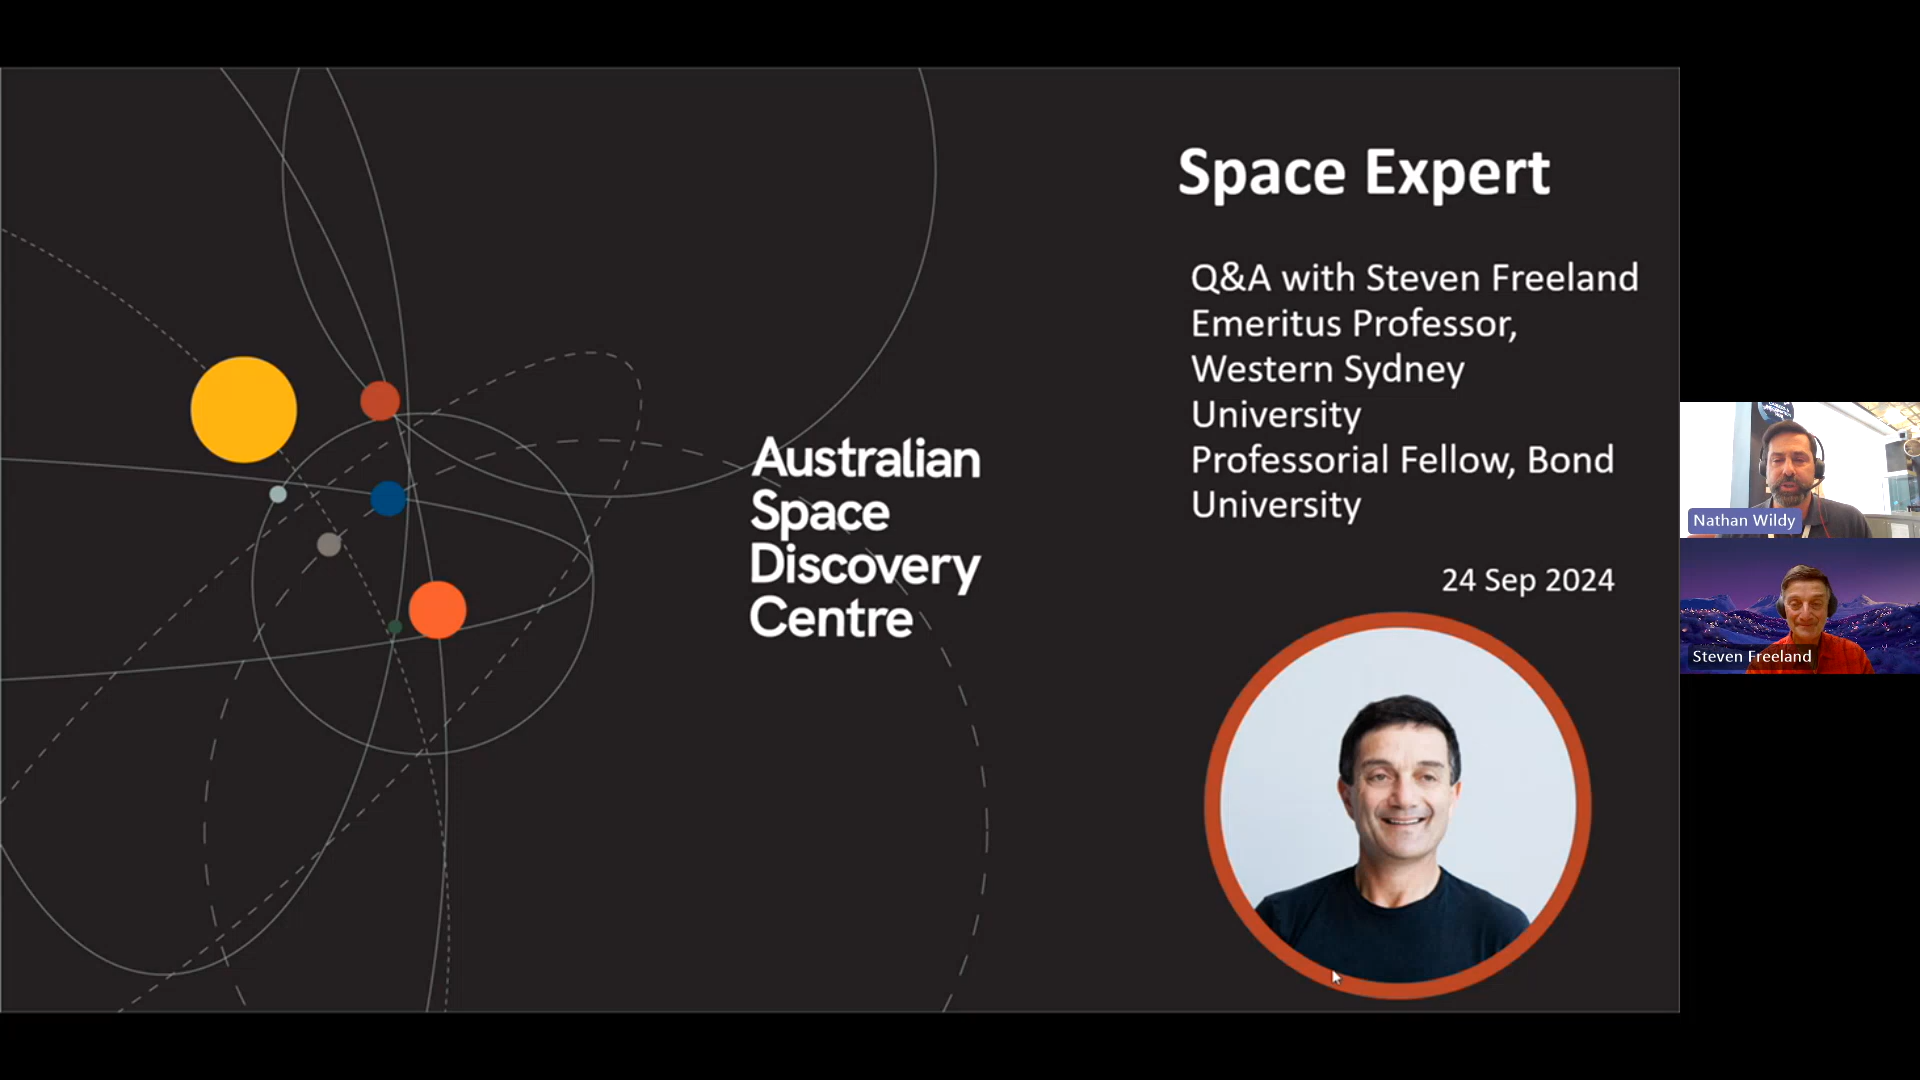 Space Expert
Q&A with Steven Freeland
Emeritus Professor,
Western Sydney
University
Professorial Fellow, Bond
University
24 Sep 2024
Australian
Space
Discovery
Centre
Nathan Wildy
Steven Freeland